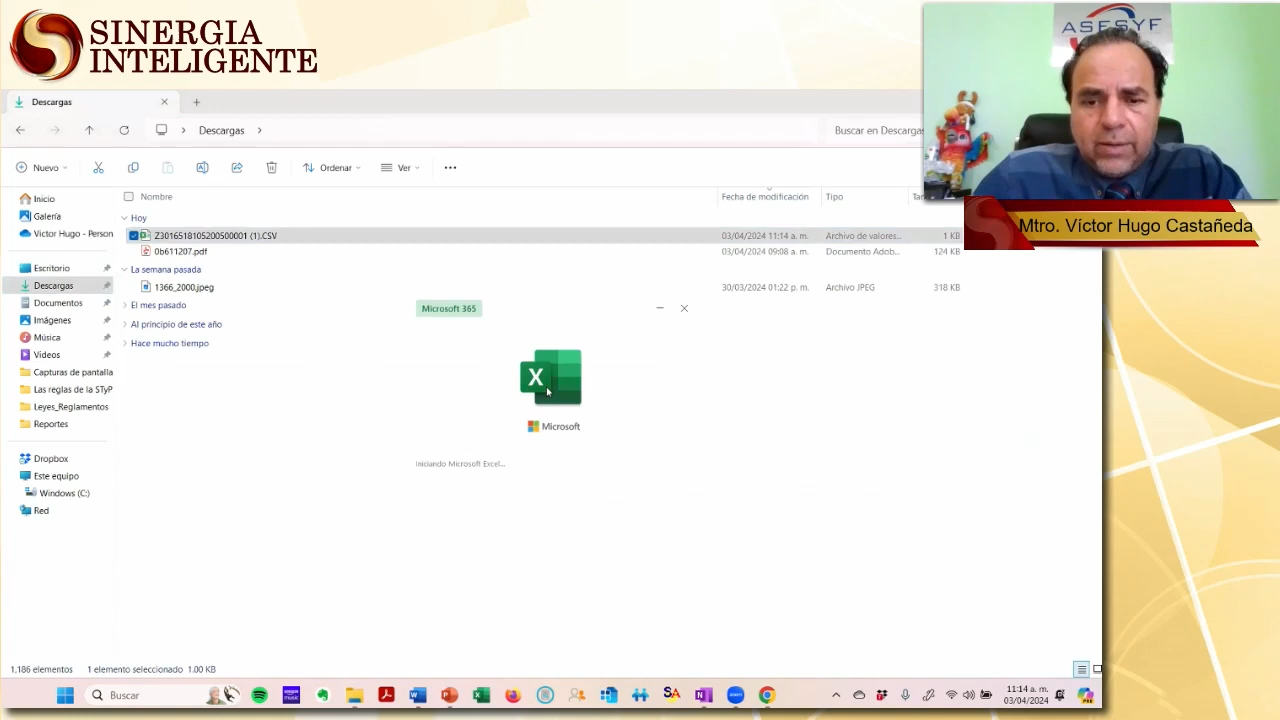 SINERGIA
INTELIGENTE
ASESYF
Mtro. Víctor Hugo Castañeda
Descargas
Descargas
Buscar en Descargas
Nuevo
Ordenar
Ver
Nombre
Fecha de modificación
Tipo
Hoy
Z3016518105200500001 (1).CSV
03/04/2024 11:14 a. m.
Archivo de valores...
1 KB
0b611207.pdf
03/04/2024 09:08 a. m.
Documento Adob...
124 KB
La semana pasada
1366_2000.jpeg
30/03/2024 01:22 p. m.
Archivo JPEG
318 KB
El mes pasado
Al principio de este año
Hace mucho tiempo
Inicio
Galería
Víctor Hugo - Person
Escritorio
Descargas
Documentos
Imágenes
Música
Vídeos
Capturas de pantalla
Las reglas de la STyP
Leyes_Reglamentos
Reportes
Dropbox
Este equipo
Windows (C:)
Red
Microsoft 365
X
Microsoft
Iniciando Microsoft Excel...
1,186 elementos
1 elemento seleccionado 1.00 KB
Buscar
11:14 a. m.
03/04/2024